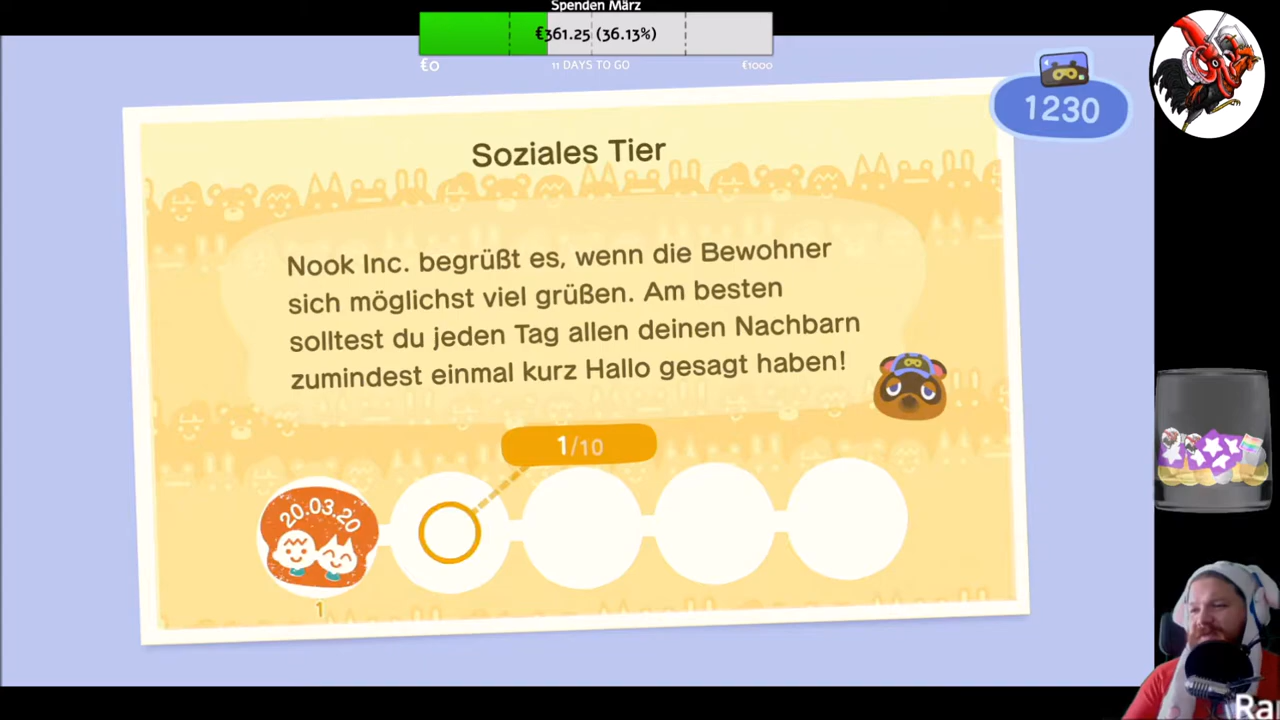 Spenden März
€361.25 (36.13%)
€0
11 DAYS TO GO
€1000
1230
Soziales Tier
Nook Inc. begrüßt es, wenn die Bewohner
sich möglichst viel grüßen. Am besten
solltest du jeden Tag allen deinen Nachbarn
zumindest einmal kurz Hallo gesagt haben!
1/10
20.03.20
1
Ra